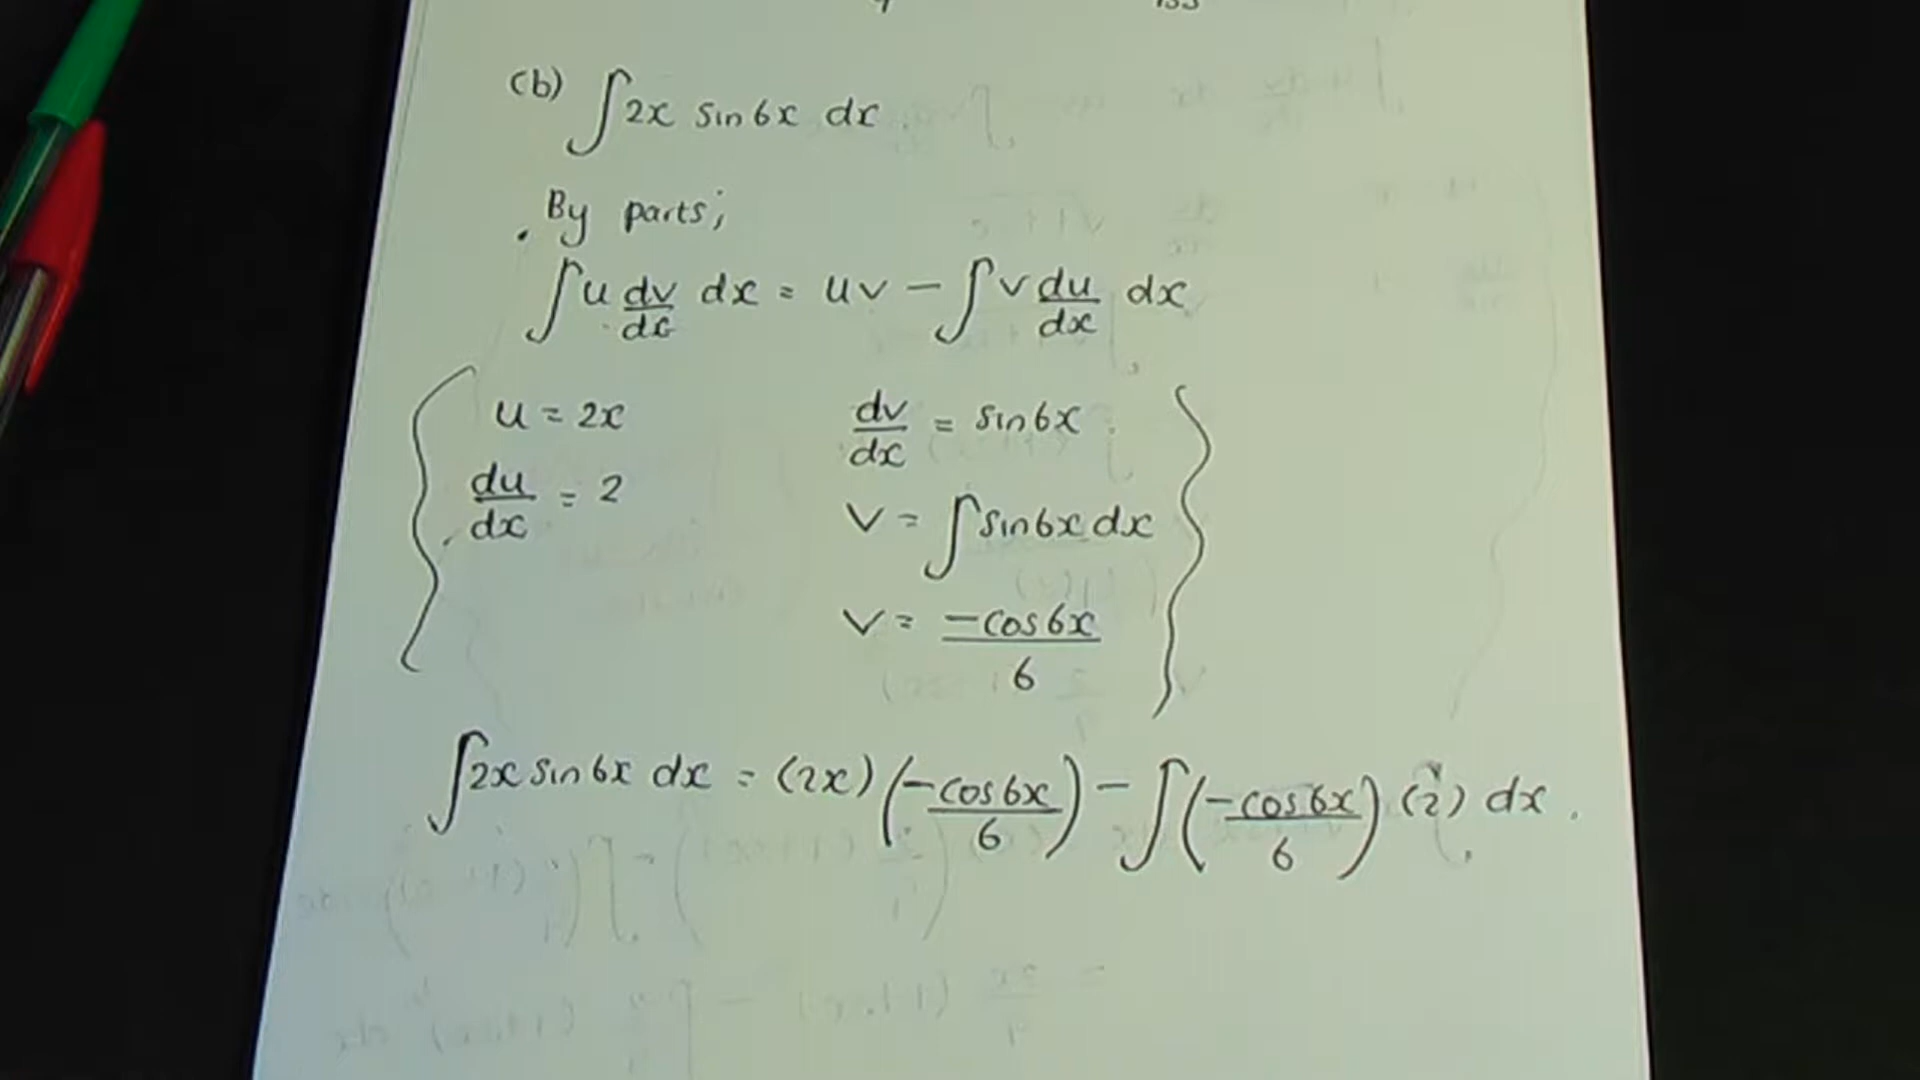 (b) ∫2x sin6x dx
By parts;
∫u dv/dx dx = uv − ∫v du/dx dx
u = 2x
du/dx = 2
dv/dx = sin6x
v = ∫sin6x dx
v = −cos6x/6
∫2x sin6x dx = (2x)(−cos6x/6) − ∫(−cos6x/6)(2) dx.